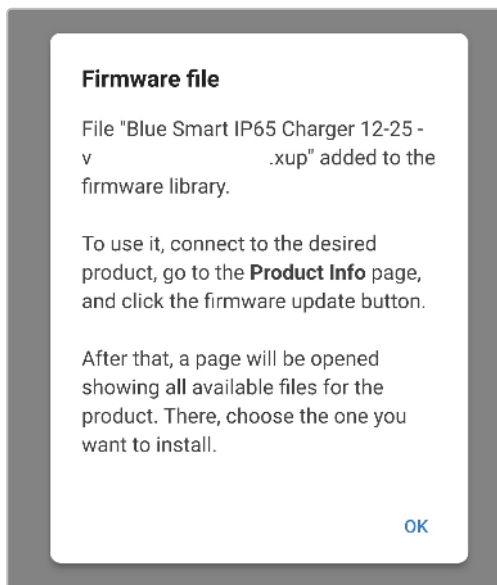 Firmware file
File "Blue Smart IP65 Charger 12-25 -
v .xup" added to the
firmware library.
To use it, connect to the desired
product, go to the Product Info page,
and click the firmware update button.
After that, a page will be opened
showing all available files for the
product. There, choose the one you
want to install.
OK